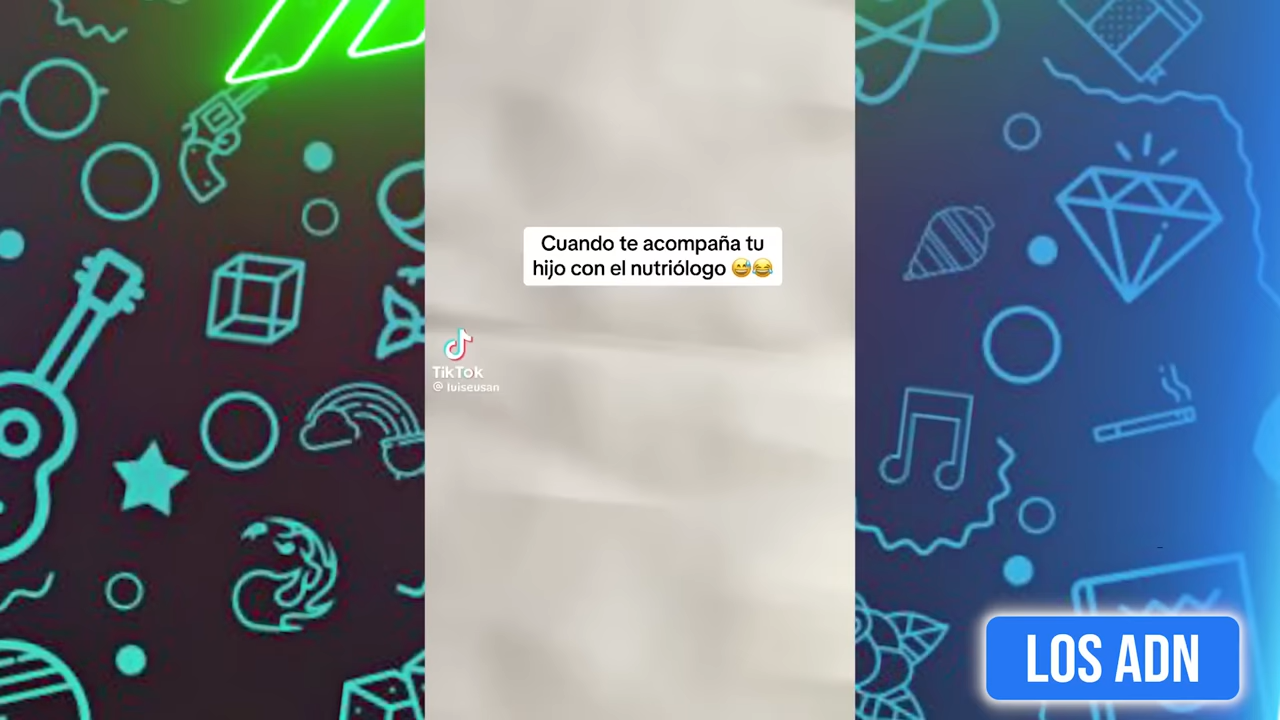 Cuando te acompaña tu
hijo con el nutriólogo 😅😂
TikTok
@ luiseusan
LOS ADN